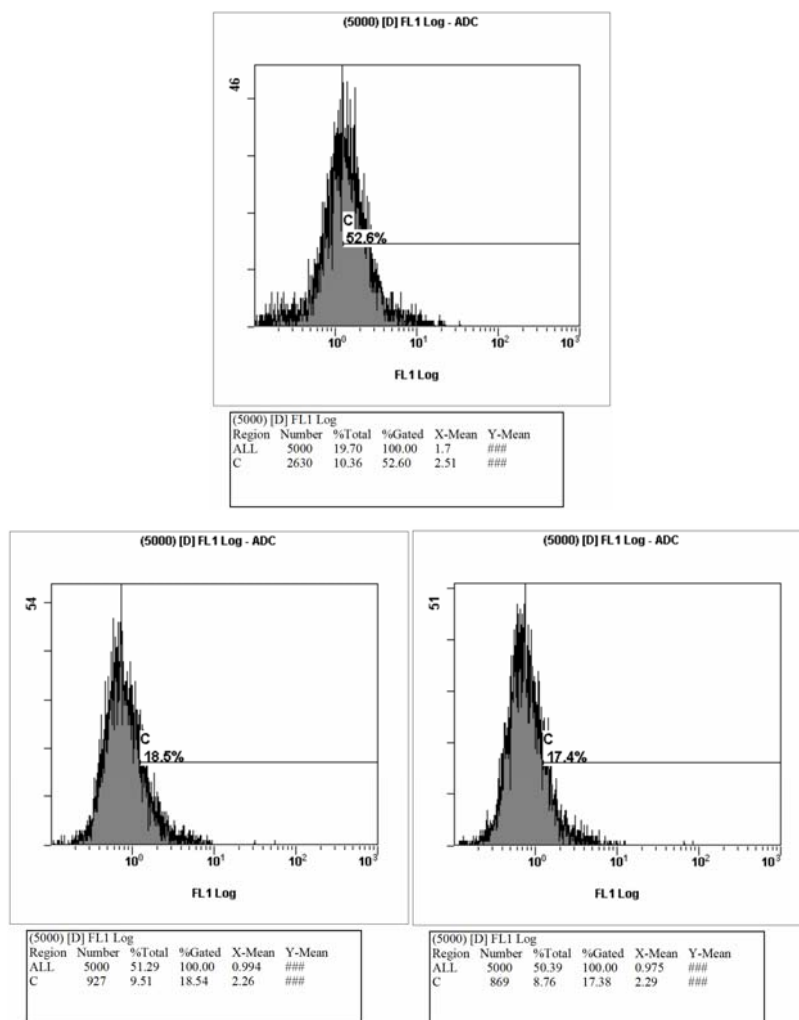 (5000) [D] FL1 Log - ADC
46
C
52.6%
10⁰ 10¹ 10² 10³
FL1 Log
(5000) [D] FL1 Log
Region Number %Total %Gated X-Mean Y-Mean
ALL 5000 19.70 100.00 1.7 ###
C 2630 10.36 52.60 2.51 ###
(5000) [D] FL1 Log - ADC
54
C
18.5%
10⁰ 10¹ 10² 10³
FL1 Log
(5000) [D] FL1 Log
Region Number %Total %Gated X-Mean Y-Mean
ALL 5000 51.29 100.00 0.994 ###
C 927 9.51 18.54 2.26 ###
(5000) [D] FL1 Log - ADC
51
C
17.4%
10⁰ 10¹ 10² 10³
FL1 Log
(5000) [D] FL1 Log
Region Number %Total %Gated X-Mean Y-Mean
ALL 5000 50.39 100.00 0.975 ###
C 869 8.76 17.38 2.29 ###